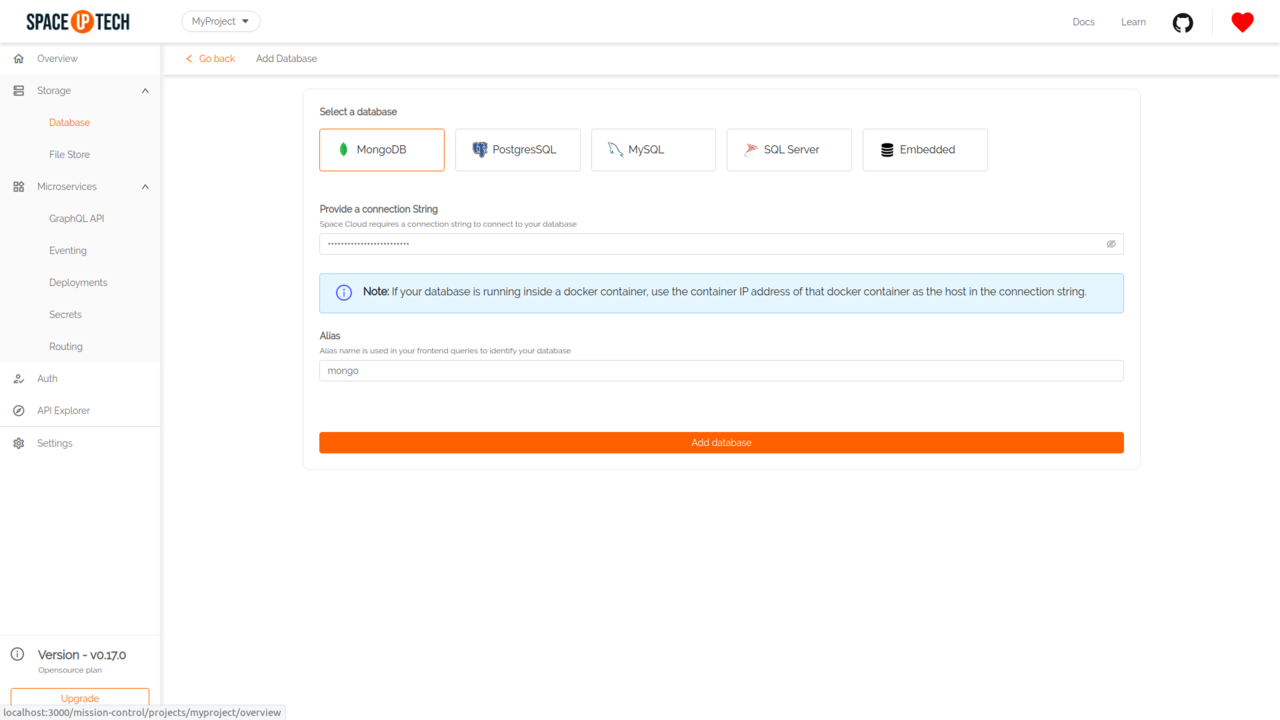 SPACE UP TECH
MyProject
Docs
Learn
Overview
Go back
Add Database
Storage
Database
File Store
Microservices
GraphQL API
Eventing
Deployments
Secrets
Routing
Auth
API Explorer
Settings
Select a database
MongoDB
PostgresSQL
MySQL
SQL Server
Embedded
Provide a connection String
Space Cloud requires a connection string to connect to your database
•••••••••••••••••••••••••
Note: If your database is running inside a docker container, use the container IP address of that docker container as the host in the connection string.
Alias
Alias name is used in your frontend queries to identify your database
mongo
Add database
Version - v0.17.0
Opensource plan
Upgrade
localhost:3000/mission-control/projects/myproject/overview